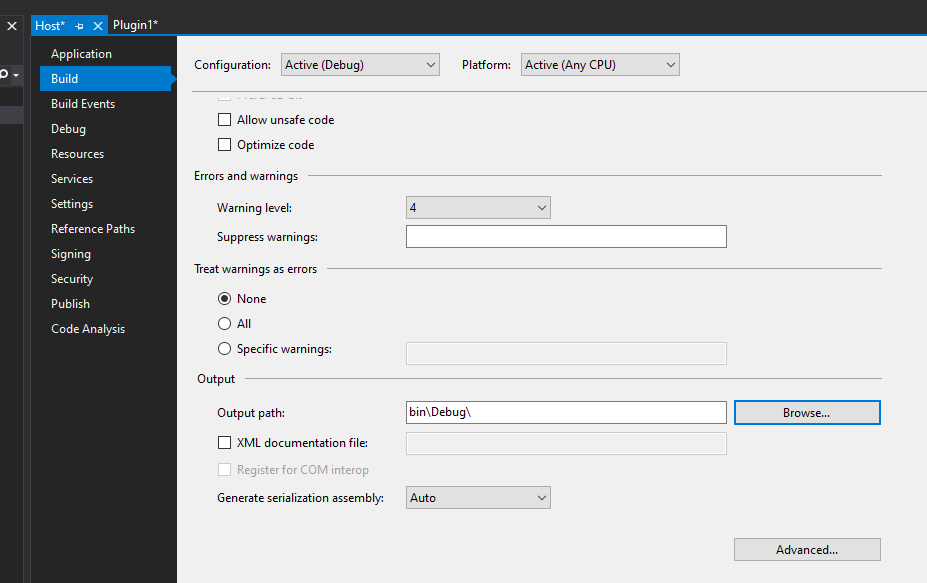 Host* Plugin1*
Application
Build
Build Events
Debug
Resources
Services
Settings
Reference Paths
Signing
Security
Publish
Code Analysis
Configuration: Active (Debug) Platform: Active (Any CPU)
Allow unsafe code
Optimize code
Errors and warnings
Warning level: 4
Suppress warnings:
Treat warnings as errors
None
All
Specific warnings:
Output
Output path: bin\Debug\ Browse...
XML documentation file:
Register for COM interop
Generate serialization assembly: Auto
Advanced...